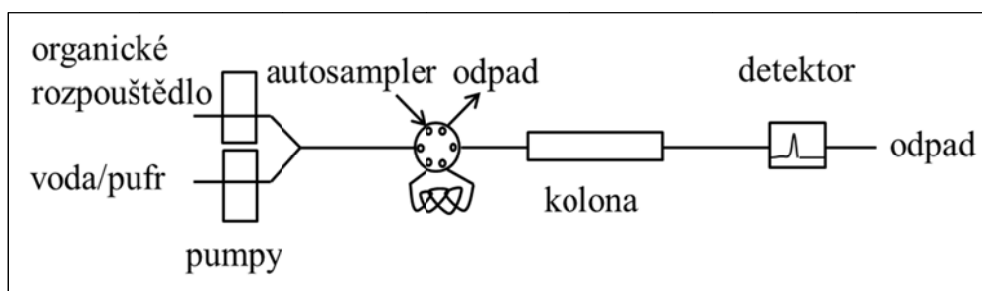 organické
rozpouštědlo
voda/pufr
pumpy
autosampler
odpad
kolona
detektor
odpad